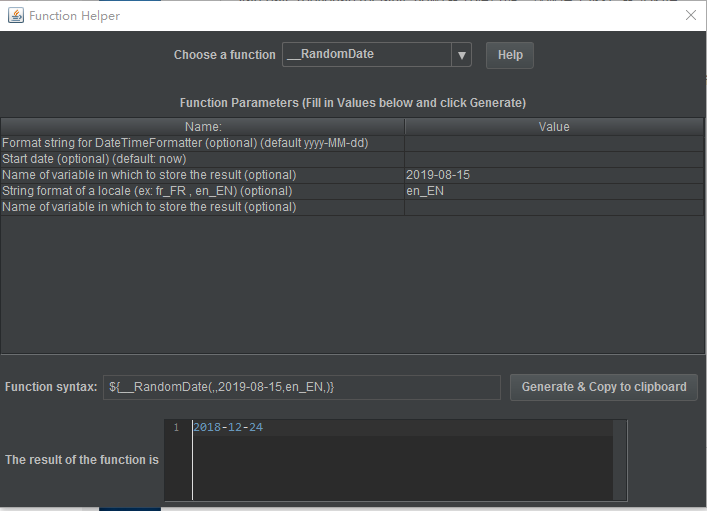 Function Helper
Choose a function __RandomDate Help
Function Parameters (Fill in Values below and click Generate)
Name: Value
Format string for DateTimeFormatter (optional) (default yyyy-MM-dd)
Start date (optional) (default: now)
Name of variable in which to store the result (optional) 2019-08-15
String format of a locale (ex: fr_FR , en_EN) (optional) en_EN
Name of variable in which to store the result (optional)
Function syntax: ${__RandomDate(,,2019-08-15,en_EN,)} Generate & Copy to clipboard
1 2018-12-24
The result of the function is